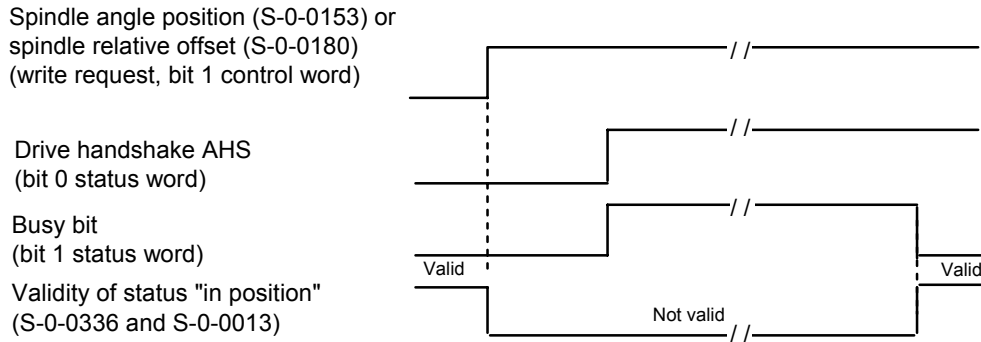 Spindle angle position (S-0-0153) or
spindle relative offset (S-0-0180)
(write request, bit 1 control word)
Drive handshake AHS
(bit 0 status word)
Busy bit
(bit 1 status word)
Valid
Valid
Validity of status "in position"
(S-0-0336 and S-0-0013)
Not valid